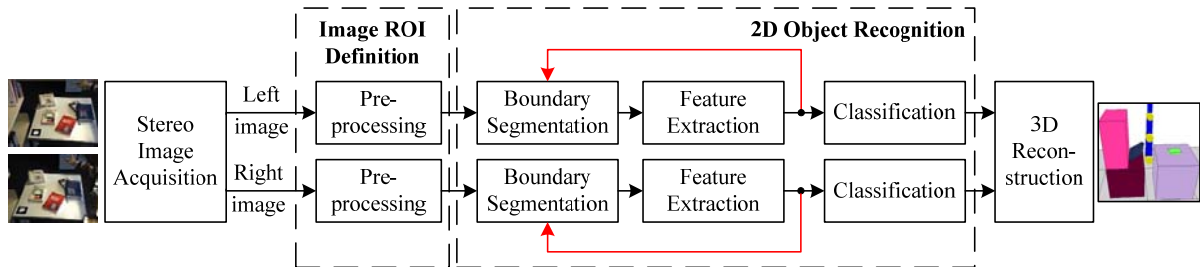 Image ROI
Definition
2D Object Recognition
Stereo
Image
Acquisition
Left
image
Pre-
processing
Boundary
Segmentation
Feature
Extraction
Classification
Right
image
Pre-
processing
Boundary
Segmentation
Feature
Extraction
Classification
3D
Recon-
struction